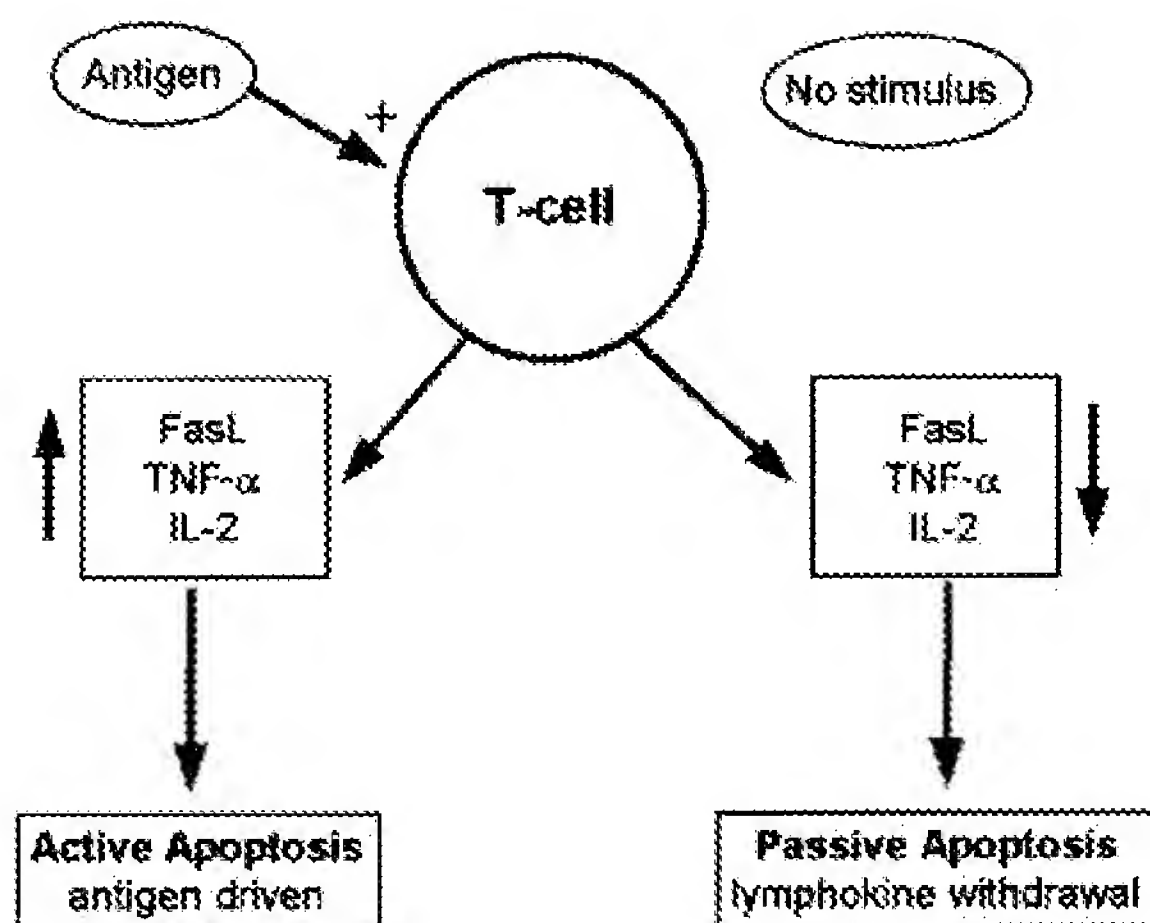 Antigen
No stimulus
+
T-cell
FasL
TNF-α
IL-2
FasL
TNF-α
IL-2
Active Apoptosis
antigen driven
Passive Apoptosis
lymphokine withdrawal